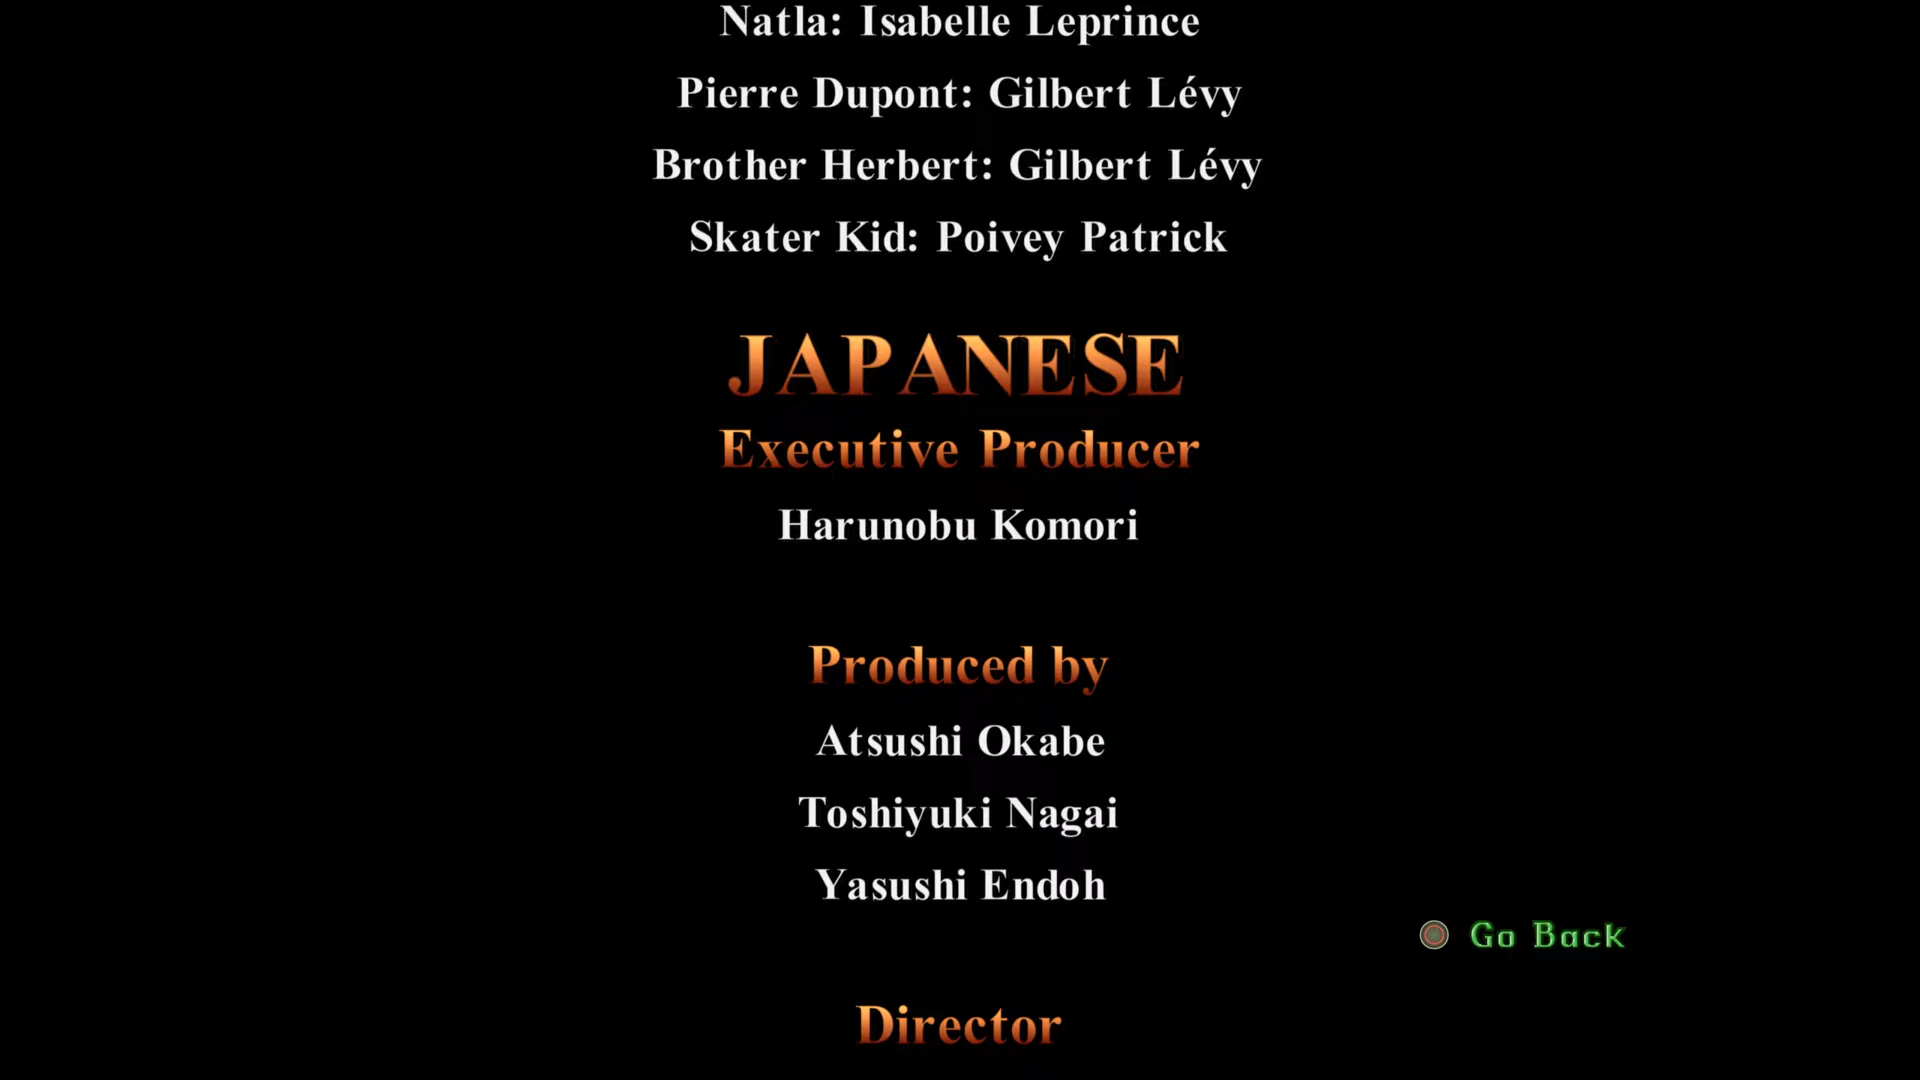 Natla: Isabelle Leprince
Pierre Dupont: Gilbert Lévy
Brother Herbert: Gilbert Lévy
Skater Kid: Poivey Patrick
JAPANESE
Executive Producer
Harunobu Komori
Produced by
Atsushi Okabe
Toshiyuki Nagai
Yasushi Endoh
Go Back
Director